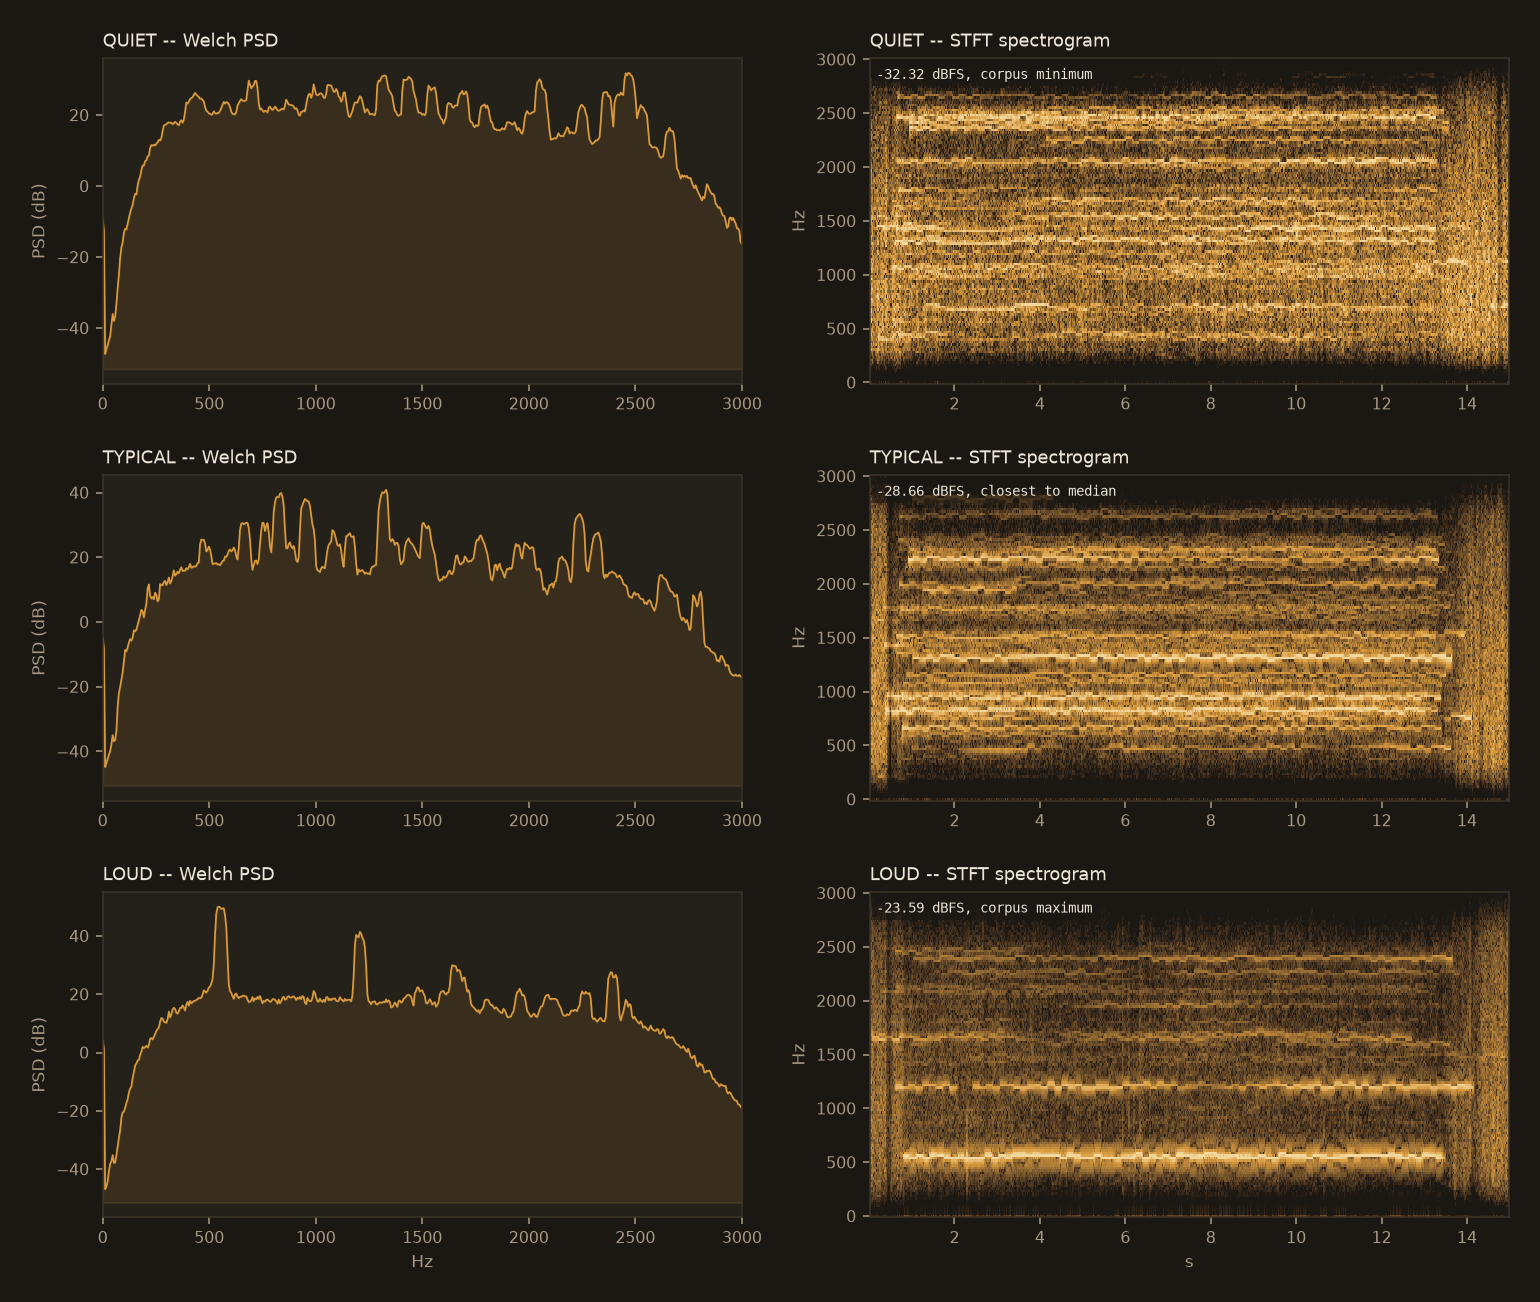 QUIET -- Welch PSD
QUIET -- STFT spectrogram
-32.32 dBFS, corpus minimum
PSD (dB)
20
0
−20
−40
0 500 1000 1500 2000 2500 3000
Hz
3000
2500
2000
1500
1000
500
0
2 4 6 8 10 12 14
TYPICAL -- Welch PSD
TYPICAL -- STFT spectrogram
-28.66 dBFS, closest to median
PSD (dB)
40
20
0
−20
−40
0 500 1000 1500 2000 2500 3000
Hz
3000
2500
2000
1500
1000
500
0
2 4 6 8 10 12 14
LOUD -- Welch PSD
LOUD -- STFT spectrogram
-23.59 dBFS, corpus maximum
PSD (dB)
40
20
0
−20
−40
0 500 1000 1500 2000 2500 3000
Hz
Hz
3000
2500
2000
1500
1000
500
0
2 4 6 8 10 12 14
s